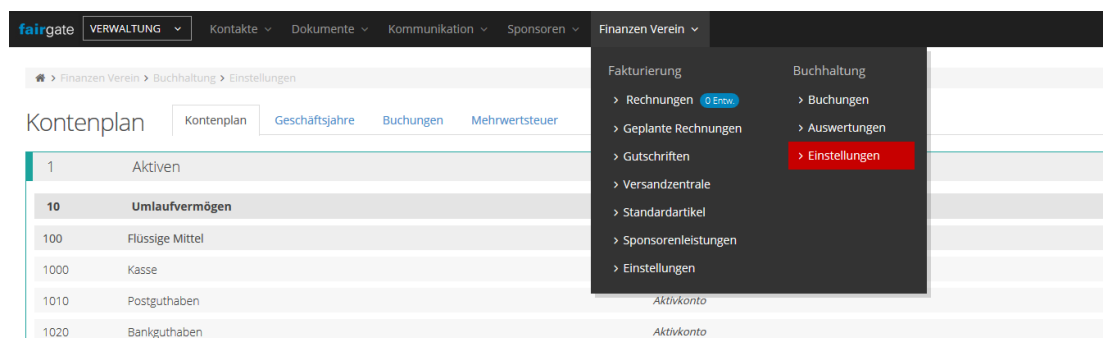 fairgate VERWALTUNG Kontakte Dokumente Kommunikation Sponsoren Finanzen Verein
> Finanzen Verein > Buchhaltung > Einstellungen
Fakturierung
> Rechnungen 0 Entw.
> Geplante Rechnungen
> Gutschriften
> Versandzentrale
> Standardartikel
> Sponsorenleistungen
> Einstellungen
Buchhaltung
> Buchungen
> Auswertungen
> Einstellungen
Kontenplan Kontenplan Geschäftsjahre Buchungen Mehrwertsteuer
1 Aktiven
10 Umlaufvermögen
100 Flüssige Mittel
1000 Kasse
1010 Postguthaben Aktivkonto
1020 Bankguthaben Aktivkonto